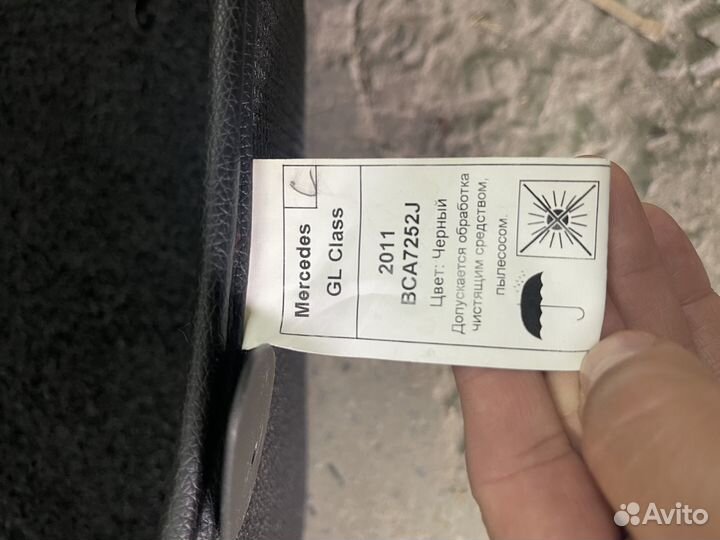 Mercedes
GL Class
2011
BCA7252J
Цвет: Черный
Допускается обработка
чистящим средством,
пылесосом.
Avito